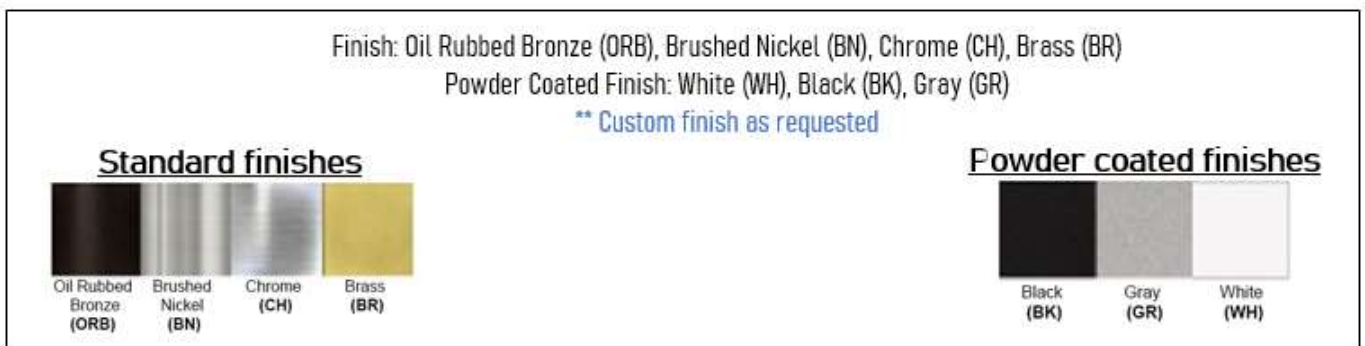 Finish: Oil Rubbed Bronze (ORB), Brushed Nickel (BN), Chrome (CH), Brass (BR)
Powder Coated Finish: White (WH), Black (BK), Gray (GR)
** Custom finish as requested
Standard finishes
Oil Rubbed
Bronze
(ORB)
Brushed
Nickel
(BN)
Chrome
(CH)
Brass
(BR)
Powder coated finishes
Black
(BK)
Gray
(GR)
White
(WH)